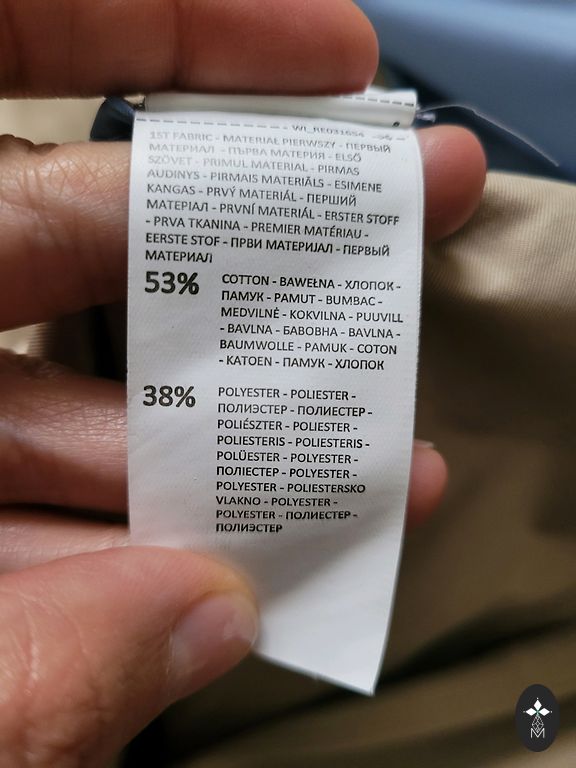 WI_RE031654
1ST FABRIC - MATERIAŁ PIERWSZY - ПЕРВЫЙ
МАТЕРИАЛ - ПЪРВА МАТЕРИЯ - ELSŐ
SZÖVET - PRIMUL MATERIAL - PIRMAS
AUDINYS - PIRMAIS MATERIĀLS - ESIMENE
KANGAS - PRVÝ MATERIÁL - ПЕРШИЙ
МАТЕРІАЛ - PRVNÍ MATERIÁL - ERSTER STOFF
- PRVA TKANINA - PREMIER MATÉRIAU -
EERSTE STOF - ПРВИ МАТЕРИЈАЛ - ПЕРВЫЙ
МАТЕРИАЛ
53% COTTON - BAWEŁNA - ХЛОПОК -
ПАМУК - PAMUT - BUMBAC -
MEDVILNĖ - KOKVILNA - PUUVILL
- BAVLNA - БАВОВНА - BAVLNA -
BAUMWOLLE - PAMUK - COTON
- KATOEN - ПАМУК - ХЛОПОК
38% POLYESTER - POLIESTER -
ПОЛИЭСТЕР - ПОЛИЕСТЕР -
POLIÉSZTER - POLIESTER -
POLIESTERIS - POLIESTERIS -
POLÜESTER - POLYESTER -
ПОЛІЕСТЕР - POLYESTER -
POLYESTER - POLIESTERSKO
VLAKNO - POLYESTER -
POLYESTER - ПОЛИЕСТЕР -
ПОЛИЭСТЕР
M